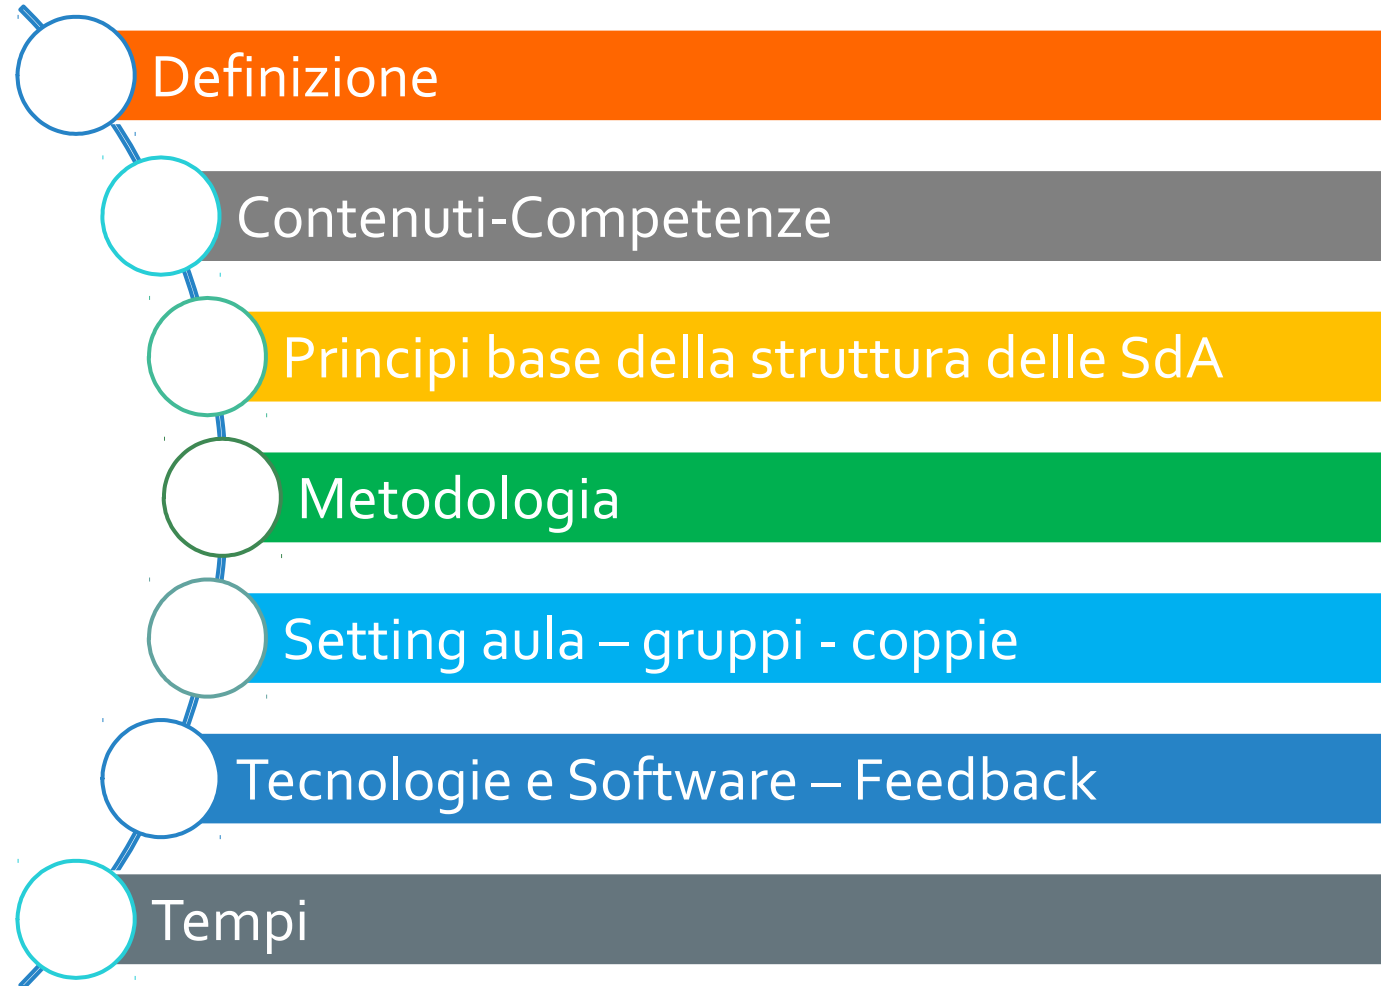 Definizione
Contenuti-Competenze
Principi base della struttura delle SdA
Metodologia
Setting aula – gruppi - coppie
Tecnologie e Software – Feedback
Tempi